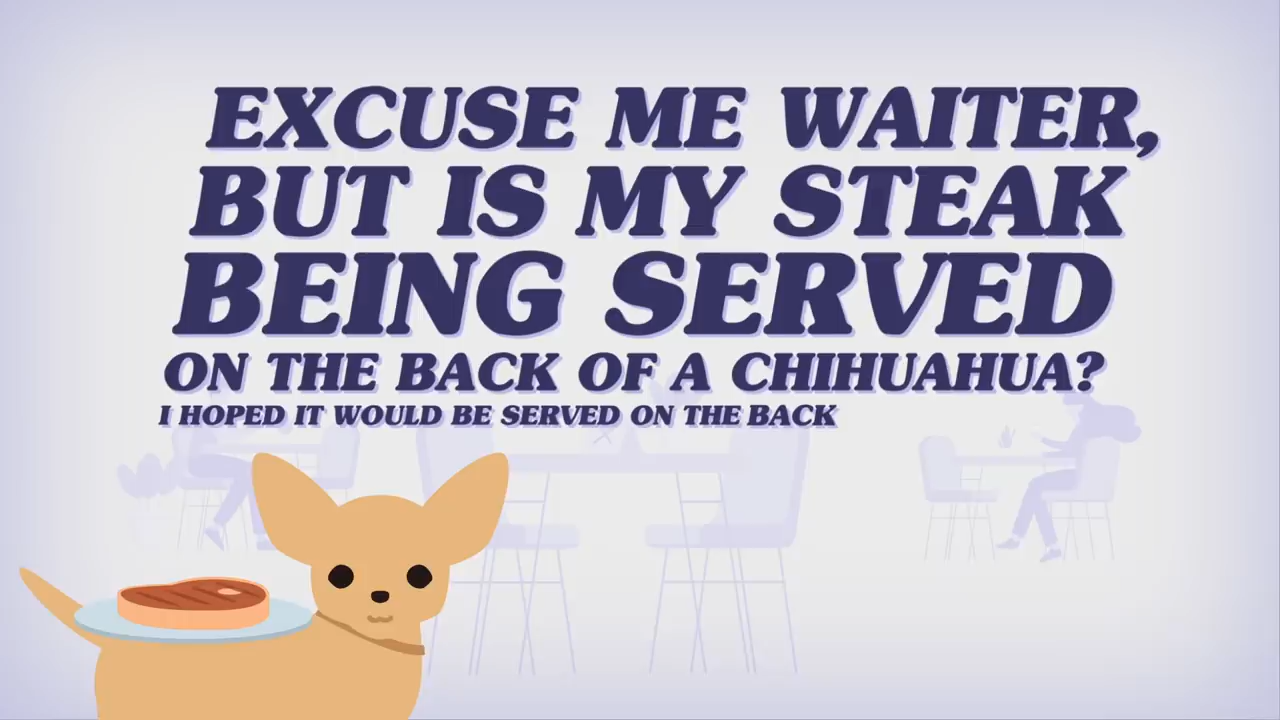 EXCUSE ME WAITER,
BUT IS MY STEAK
BEING SERVED
ON THE BACK OF A CHIHUAHUA?
I HOPED IT WOULD BE SERVED ON THE BACK